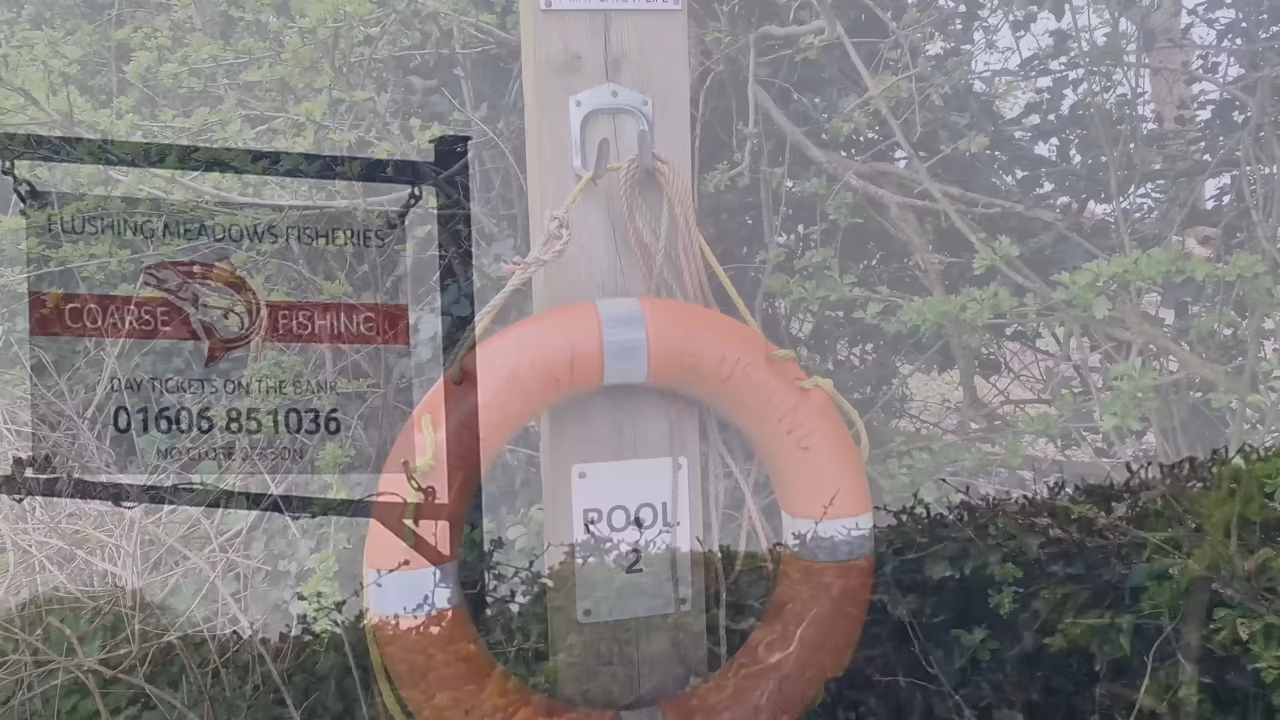 FLUSHING MEADOWS FISHERIES
COARSE FISHING
DAY TICKETS ON THE BANK
01606 851036
NO CLOSE SEASON
POOL
2